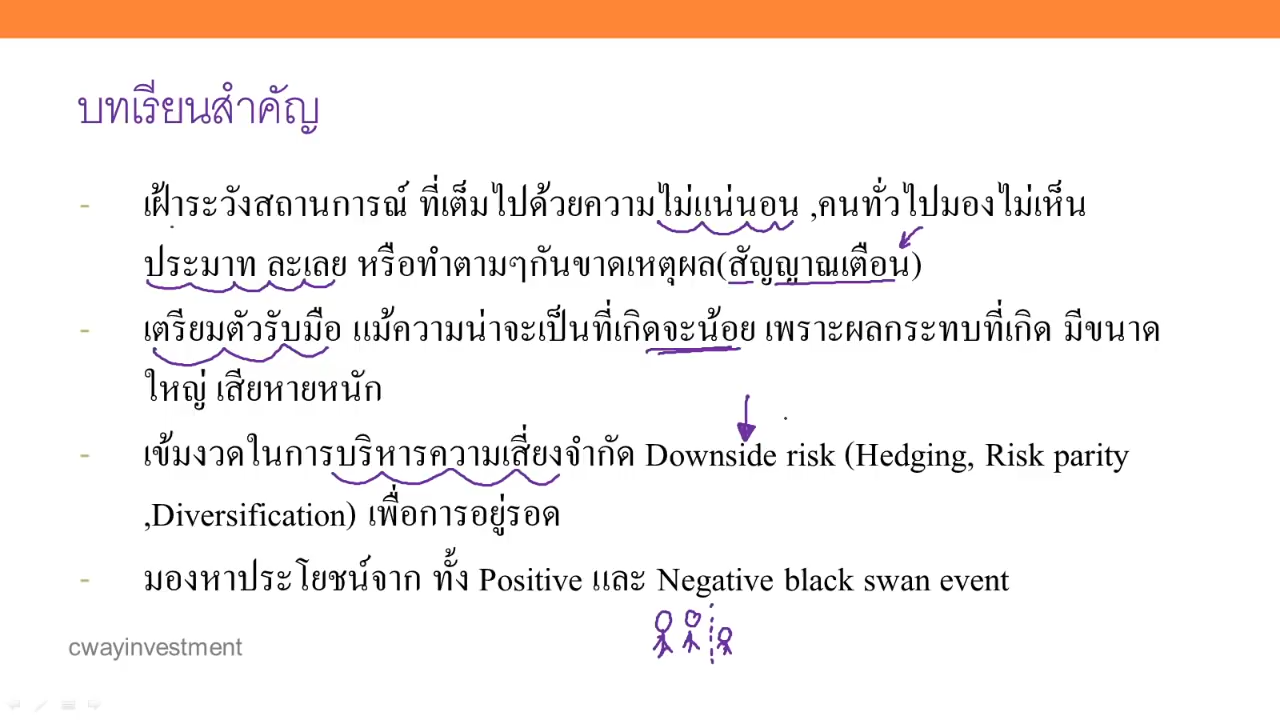 บทเรียนสำคัญ
- เฝ้าระวังสถานการณ์ ที่เต็มไปด้วยความไม่แน่นอน ,คนทั่วไปมองไม่เห็น
ประมาท ละเลย หรือทำตามๆกันขาดเหตุผล(สัญญาณเตือน)
- เตรียมตัวรับมือ แม้ความน่าจะเป็นที่เกิดจะน้อย เพราะผลกระทบที่เกิด มีขนาด
ใหญ่ เสียหายหนัก
- เข้มงวดในการบริหารความเสี่ยงจำกัด Downside risk (Hedging, Risk parity
,Diversification) เพื่อการอยู่รอด
- มองหาประโยชน์จาก ทั้ง Positive และ Negative black swan event
cwayinvestment